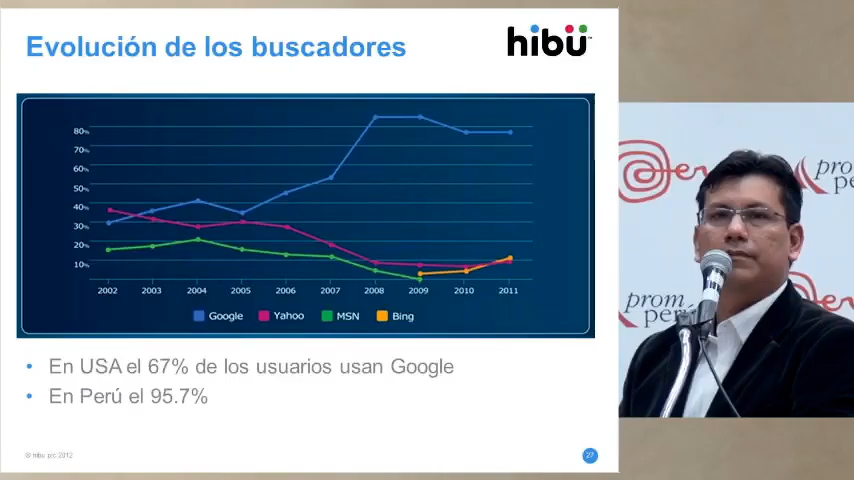 Evolución de los buscadores
hibü™
80%
70%
60%
50%
40%
30%
20%
10%
2002 2003 2004 2005 2006 2007 2008 2009 2010 2011
Google Yahoo MSN Bing
• En USA el 67% de los usuarios usan Google
• En Perú el 95.7%
© hibu plc 2012
27
Perú
prom
perú
prom
perú